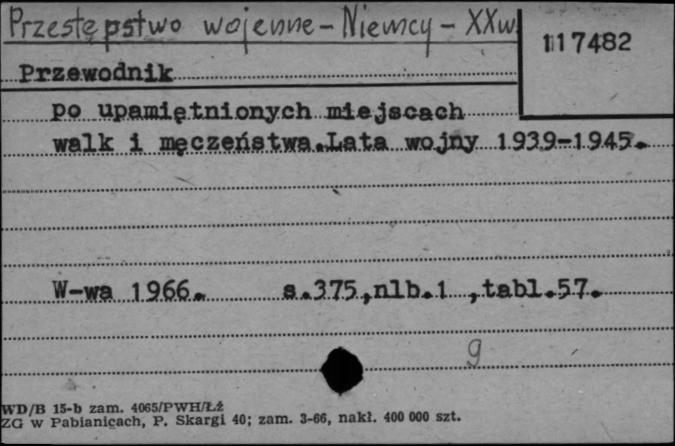 Przestępstwo wojenne - Niemcy - XXw.
117482
Przewodnik
po upamiętnionych miejscach
walk i męczeństwa.Lata wojny 1939-1945.
W-wa 1966. s.375,nlb.1 ,tabl.57.
9
WD/B 15-b zam. 4065/PWH/Łź
ZG w Pabianicach, P. Skargi 40; zam. 3-66, nakł. 400 000 szt.